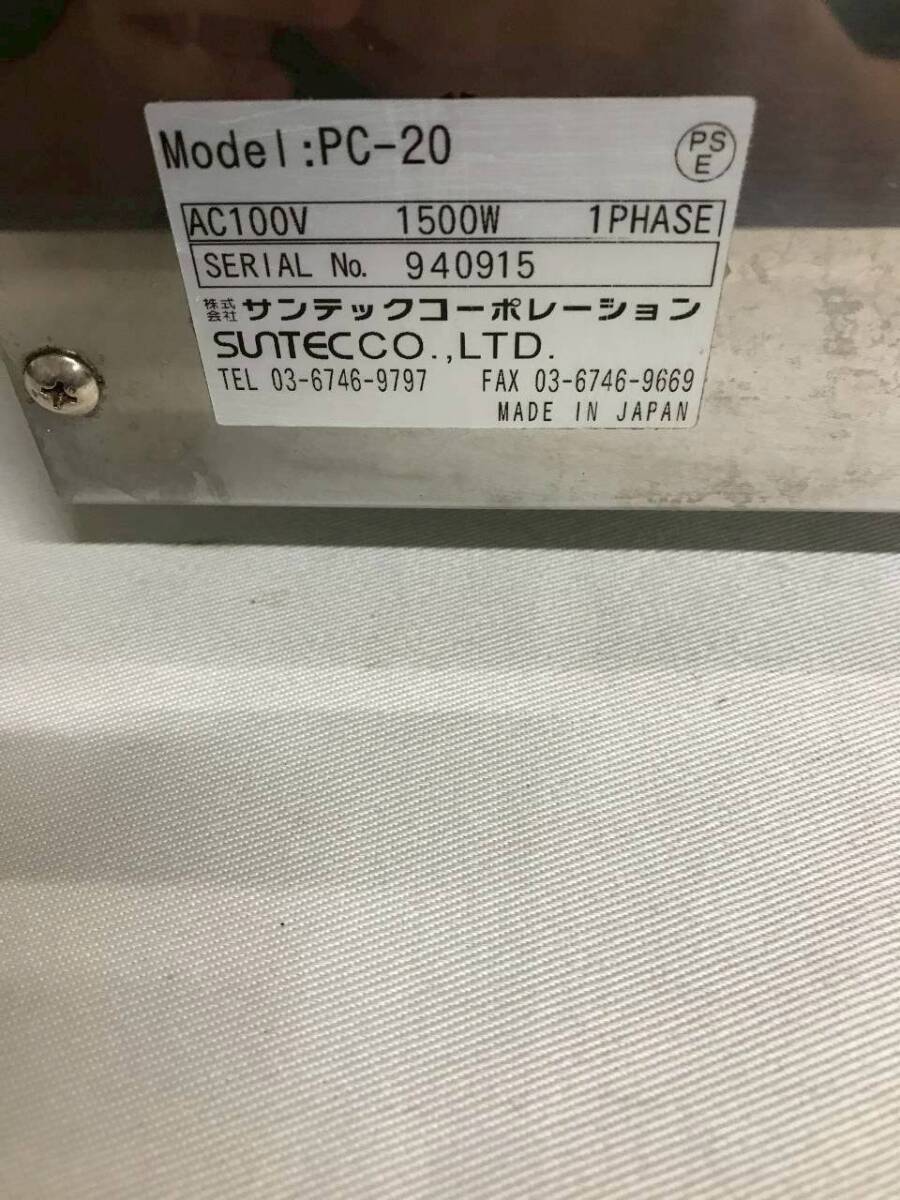 Model:PC-20
PS
E
AC100V 1500W 1PHASE
SERIAL No. 940915
株式会社 サンテックコーポレーション
SUNTECCO.,LTD.
TEL 03-6746-9797 FAX 03-6746-9669
MADE IN JAPAN